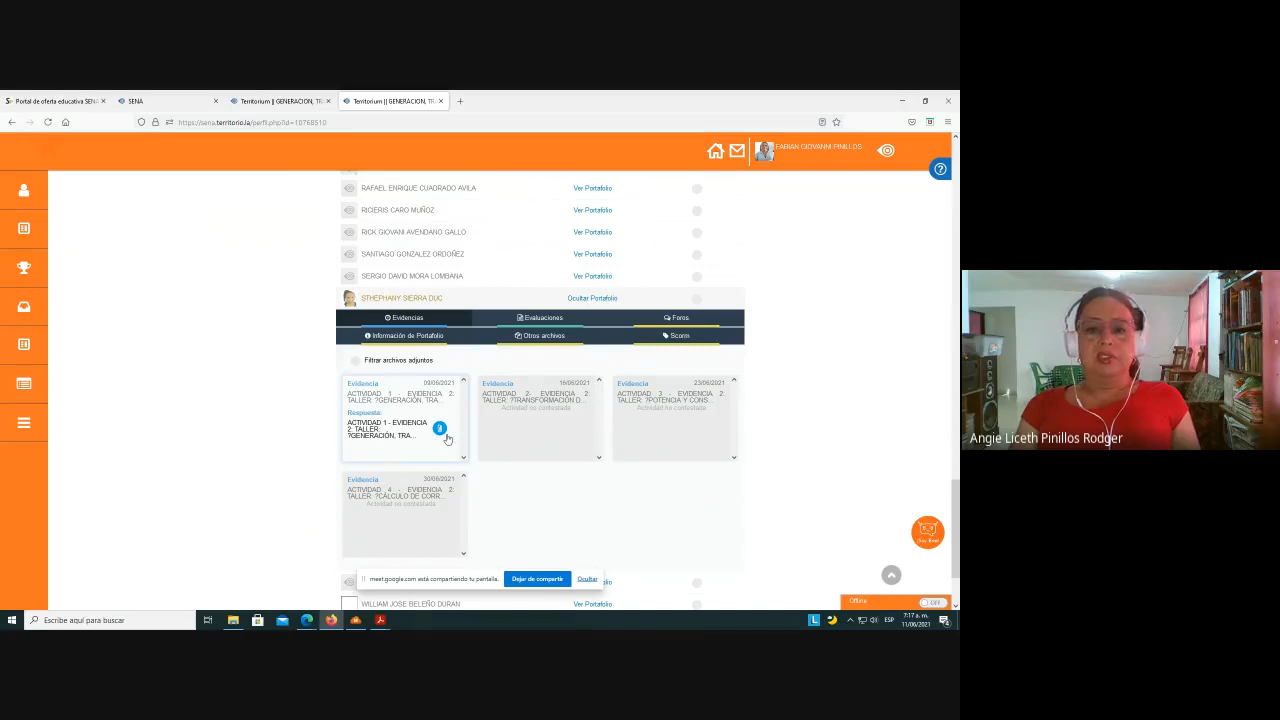 Portal de oferta educativa SENA
SENA
Territorium || GENERACIÓN, TR
Territorium || GENERACIÓN, TRA
https://sena.territorio.la/perfil.php?id=10768510
FABIAN GIOVANNI PINILLOS
RAFAEL ENRIQUE CUADRADO AVILA Ver Portafolio
RICIERIS CARO MUÑOZ Ver Portafolio
RICK GIOVANI AVENDANO GALLO Ver Portafolio
SANTIAGO GONZALEZ ORDOÑEZ Ver Portafolio
SERGIO DAVID MORA LOMBANA Ver Portafolio
STHEPHANY SIERRA DUC Ocultar Portafolio
Evidencias Evaluaciones Foros
Información de Portafolio Otros archivos Scorm
Filtrar archivos adjuntos
Evidencia 09/06/2021
ACTIVIDAD 1 - EVIDENCIA 2:
TALLER: ?GENERACIÓN, TRA...
Respuesta:
ACTIVIDAD 1 - EVIDENCIA
2: TALLER:
?GENERACIÓN, TRA...
Evidencia 16/06/2021
ACTIVIDAD 2- EVIDENCIA 2:
TALLER: ?TRANSFORMACIÓN D...
Actividad no contestada
Evidencia 23/06/2021
ACTIVIDAD 3 - EVIDENCIA 2:
TALLER: ?POTENCIA Y CONS...
Actividad no contestada
Evidencia 30/06/2021
ACTIVIDAD 4 - EVIDENCIA 2:
TALLER: ?CALCULO DE CORR...
Actividad no contestada
meet.google.com está compartiendo tu pantalla. Dejar de compartir Ocultar
WILLIAM JOSE BELEÑO DURAN Ver Portafolio
Offline OFF
Escribe aquí para buscar
ESP
7:17 a. m.
11/06/2021
Angie Liceth Pinillos Rodger